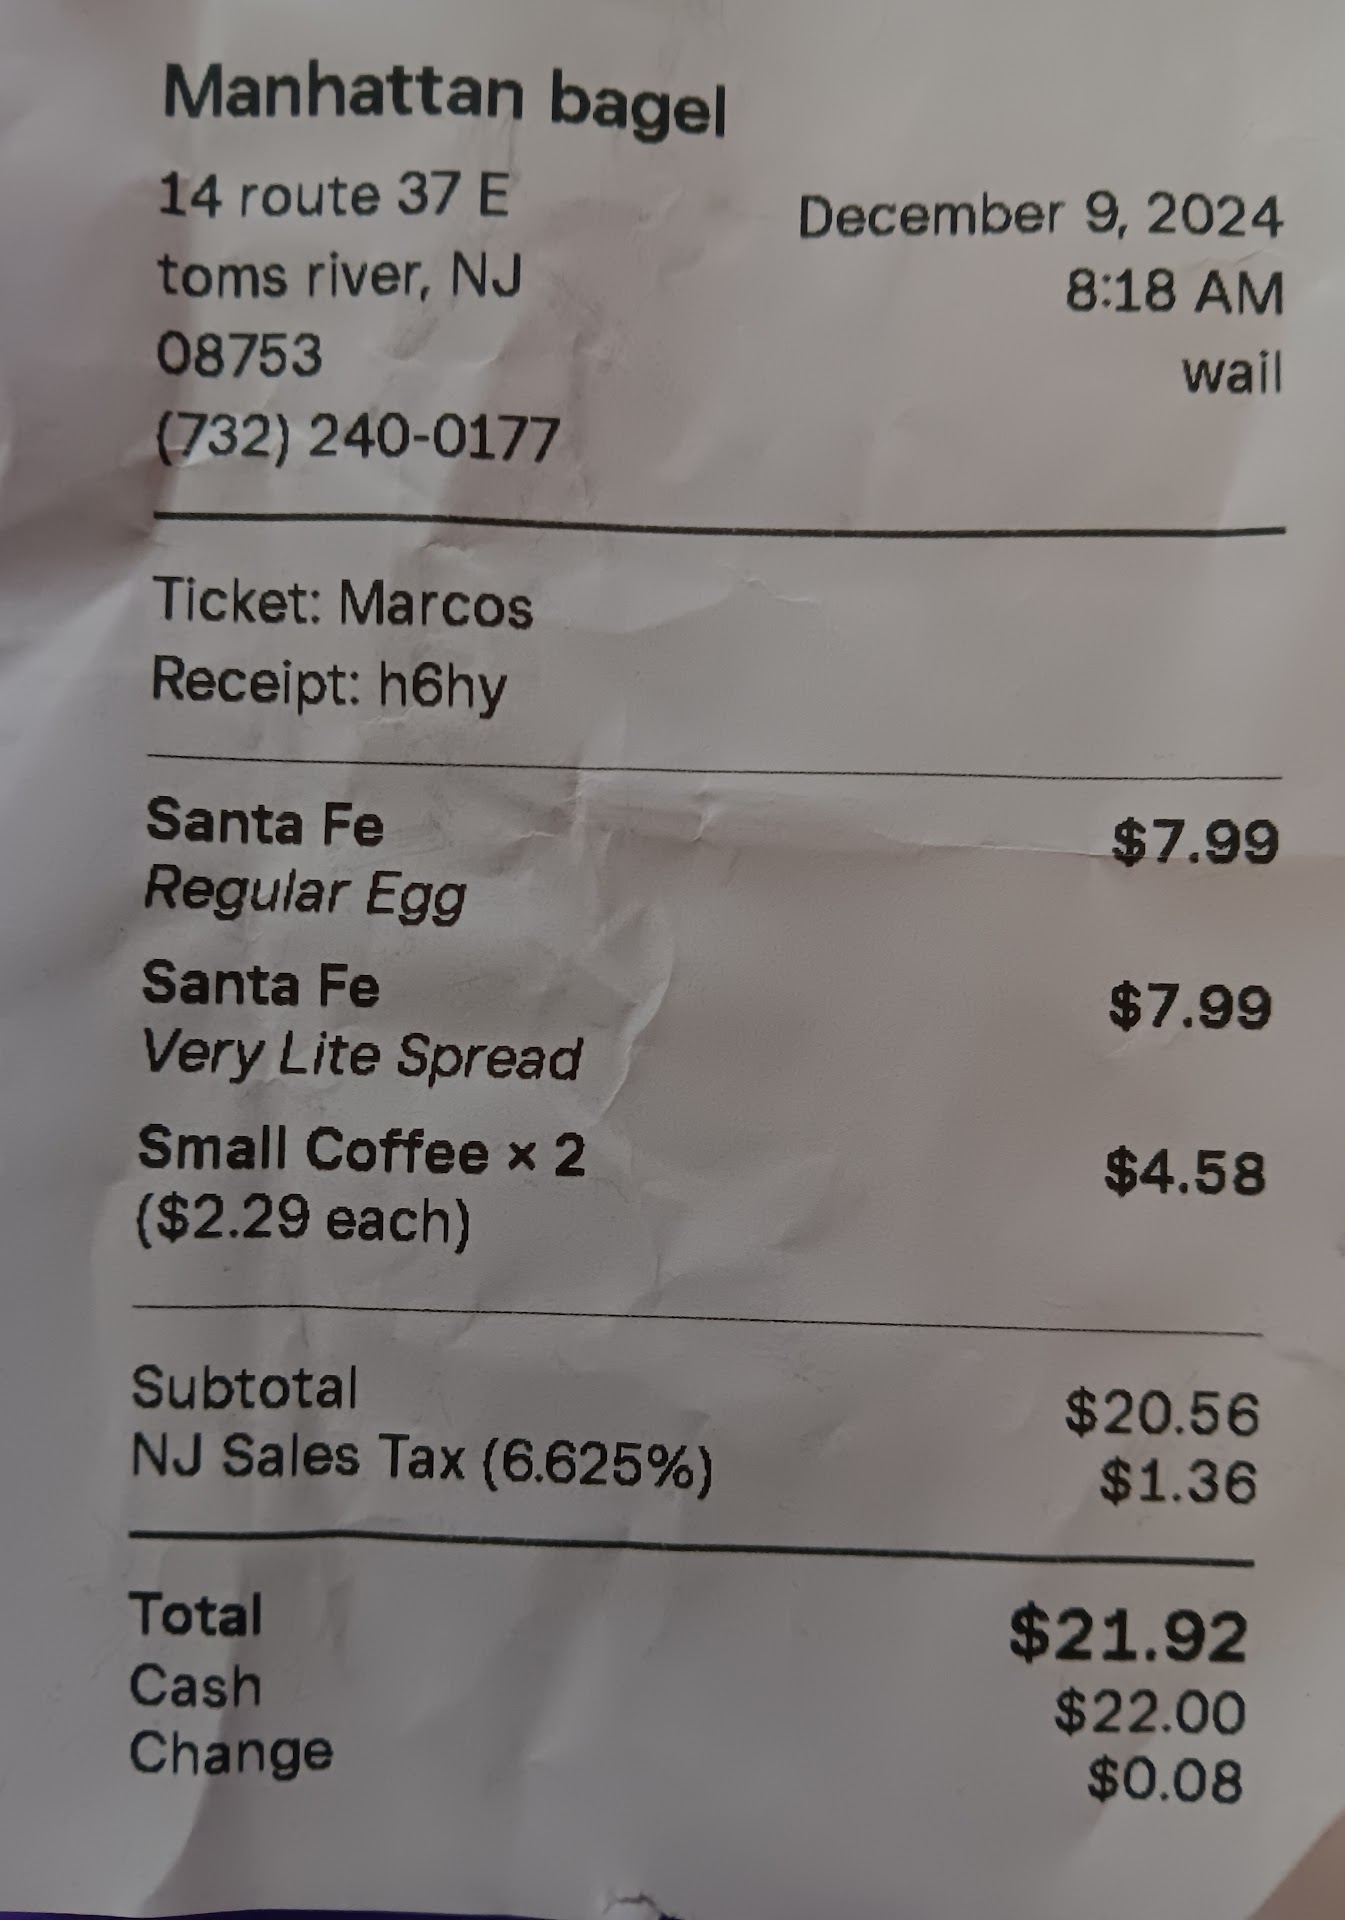 Manhattan bagel
14 route 37 E
toms river, NJ
08753
(732) 240-0177
December 9, 2024
8:18 AM
wail
Ticket: Marcos
Receipt: h6hy
Santa Fe $7.99
Regular Egg
Santa Fe $7.99
Very Lite Spread
Small Coffee × 2 $4.58
($2.29 each)
Subtotal $20.56
NJ Sales Tax (6.625%) $1.36
Total $21.92
Cash $22.00
Change $0.08